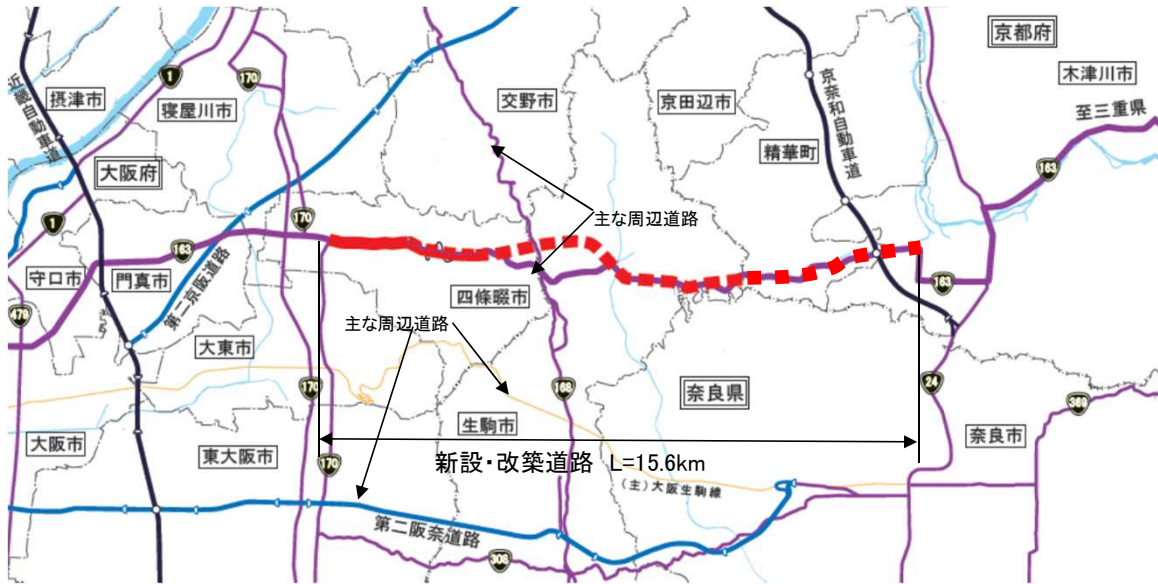 京都府
木津川市
至三重県
1
170
摂津市
寝屋川市
近畿自動車道
交野市
京田辺市
京奈和自動車道
精華町
163
大阪府
主な周辺道路
1
170
163
守口市
門真市
第二京阪道路
四條畷市
163
479
主な周辺道路
大東市
170
168
奈良県
24
369
大阪市
東大阪市
生駒市
奈良市
170
新設・改築道路 L=15.6km
(主)大阪生駒線
第二阪奈道路
308